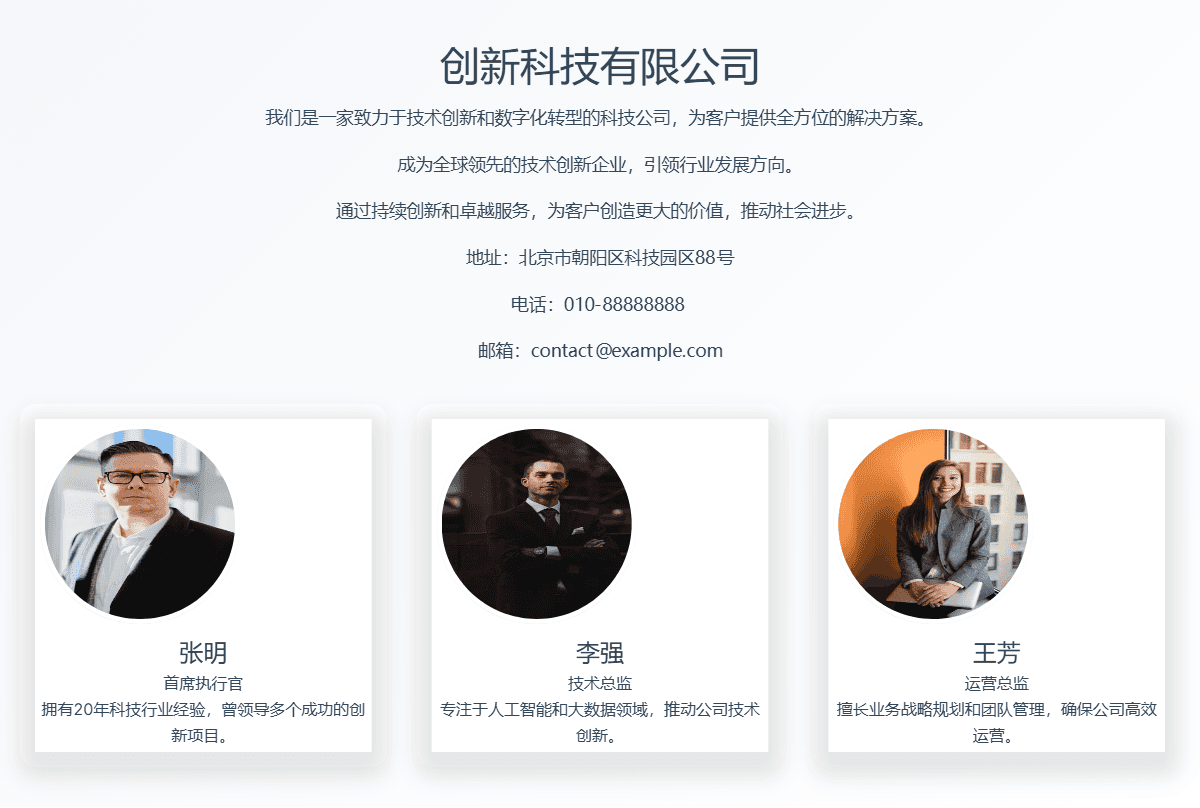 创新科技有限公司
我们是一家致力于技术创新和数字化转型的科技公司，为客户提供全方位的解决方案。
成为全球领先的技术创新企业，引领行业发展方向。
通过持续创新和卓越服务，为客户创造更大的价值，推动社会进步。
地址：北京市朝阳区科技园区88号
电话：010-88888888
邮箱：contact@example.com
张明
首席执行官
拥有20年科技行业经验，曾领导多个成功的创
新项目。
李强
技术总监
专注于人工智能和大数据领域，推动公司技术
创新。
王芳
运营总监
擅长业务战略规划和团队管理，确保公司高效
运营。